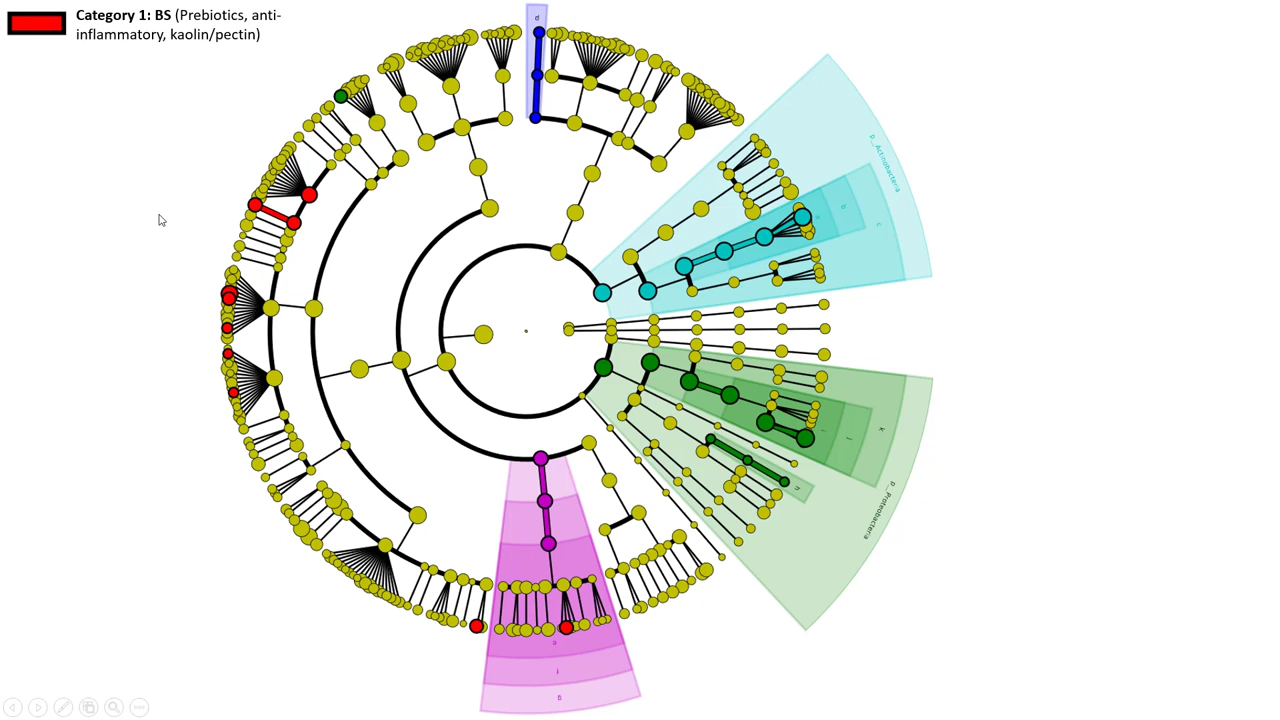 Category 1: BS (Prebiotics, anti-
inflammatory, kaolin/pectin)
d
p__Actinobacteria
b
c
k
j
i
h
p__Proteobacteria
f
g